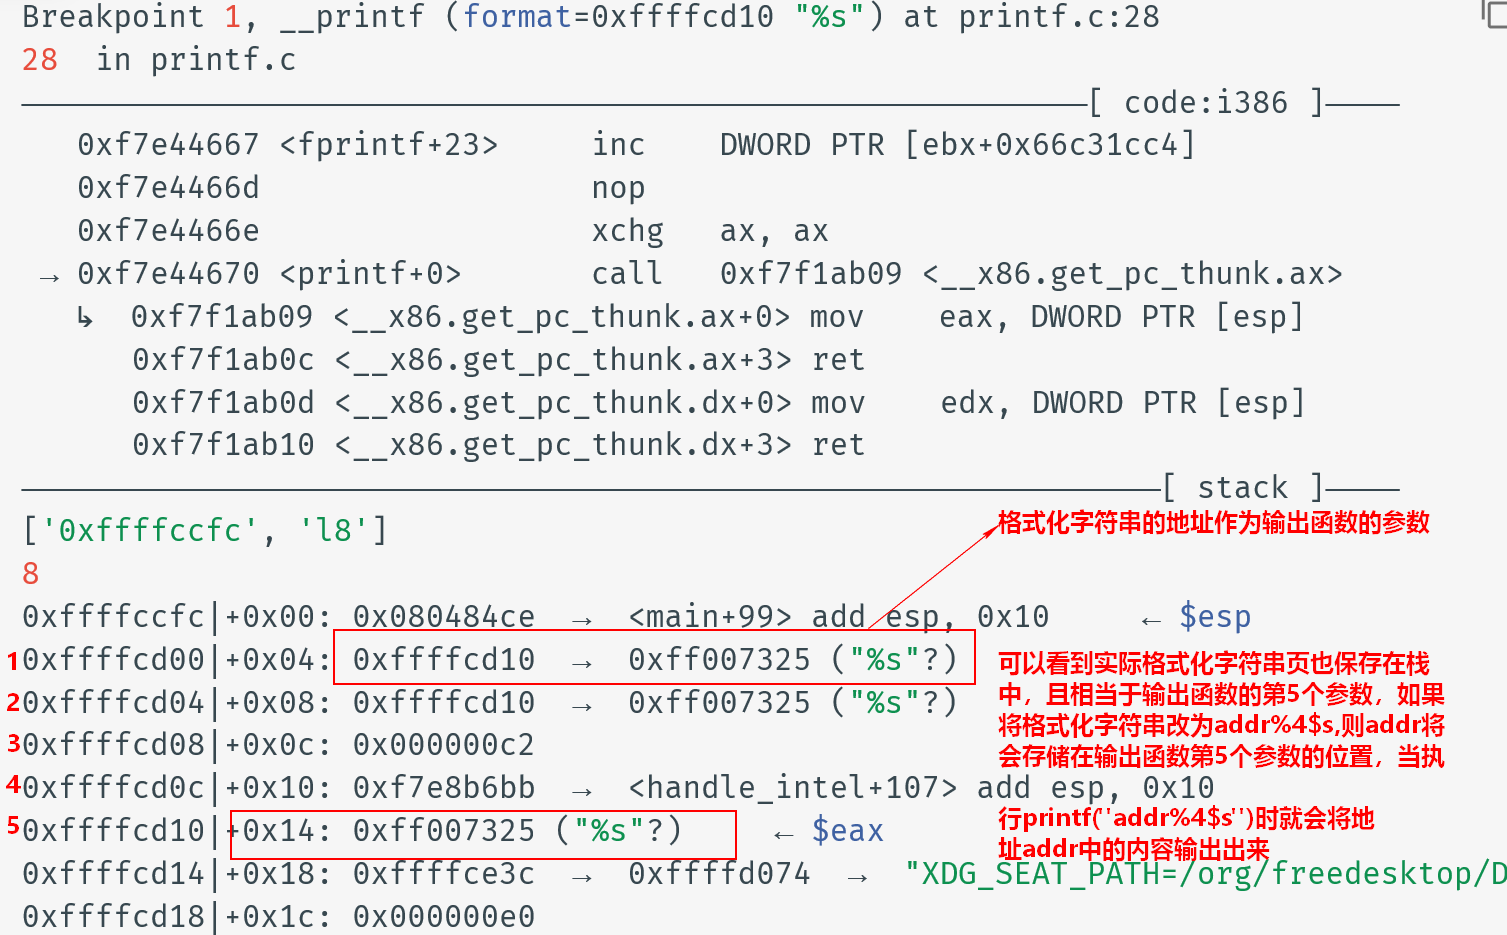 Breakpoint 1, __printf (format=0xffffcd10 "%s") at printf.c:28
28 in printf.c
[ code:i386 ]
0xf7e44667 <fprintf+23> inc DWORD PTR [ebx+0x66c31cc4]
0xf7e4466d nop
0xf7e4466e xchg ax, ax
→ 0xf7e44670 <printf+0> call 0xf7f1ab09 <__x86.get_pc_thunk.ax>
↳ 0xf7f1ab09 <__x86.get_pc_thunk.ax+0> mov eax, DWORD PTR [esp]
0xf7f1ab0c <__x86.get_pc_thunk.ax+3> ret
0xf7f1ab0d <__x86.get_pc_thunk.dx+0> mov edx, DWORD PTR [esp]
0xf7f1ab10 <__x86.get_pc_thunk.dx+3> ret
[ stack ]
['0xffffccfc', 'l8']
8
格式化字符串的地址作为输出函数的参数
0xffffccfc|+0x00: 0x080484ce → <main+99> add esp, 0x10 ← $esp
1 0xffffcd00|+0x04: 0xffffcd10 → 0xff007325 ("%s"?)
2 0xffffcd04|+0x08: 0xffffcd10 → 0xff007325 ("%s"?)
3 0xffffcd08|+0x0c: 0x000000c2
4 0xffffcd0c|+0x10: 0xf7e8b6bb → <handle_intel+107> add esp, 0x10
5 0xffffcd10|+0x14: 0xff007325 ("%s"?) ← $eax
0xffffcd14|+0x18: 0xffffce3c → 0xffffd074 → "XDG_SEAT_PATH=/org/freedesktop/D
0xffffcd18|+0x1c: 0x000000e0
可以看到实际格式化字符串页也保存在栈
中，且相当于输出函数的第5个参数，如果
将格式化字符串改为addr%4$s,则addr将
会存储在输出函数第5个参数的位置，当执
行printf("addr%4$s")时就会将地
址addr中的内容输出出来